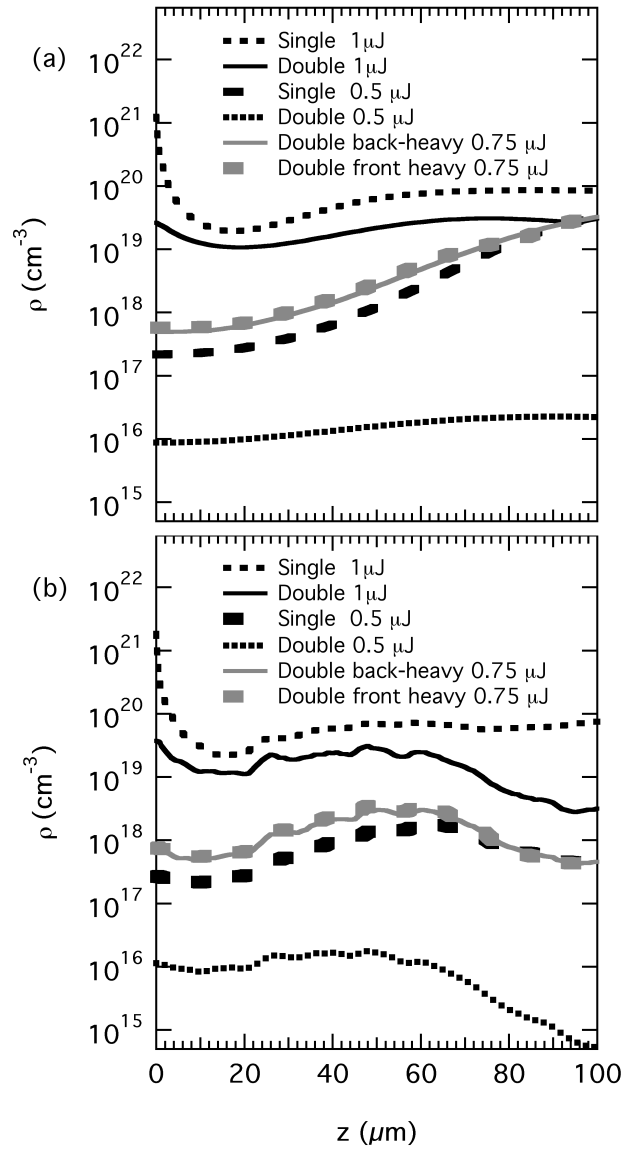 (a)
10^22
10^21
10^20
10^19
10^18
10^17
10^16
10^15
ρ (cm^-3)
Single 1μJ
Double 1μJ
Single 0.5 μJ
Double 0.5 μJ
Double back-heavy 0.75 μJ
Double front heavy 0.75 μJ
(b)
10^22
10^21
10^20
10^19
10^18
10^17
10^16
10^15
ρ (cm^-3)
Single 1μJ
Double 1μJ
Single 0.5 μJ
Double 0.5 μJ
Double back-heavy 0.75 μJ
Double front heavy 0.75 μJ
0 20 40 60 80 100
z (μm)